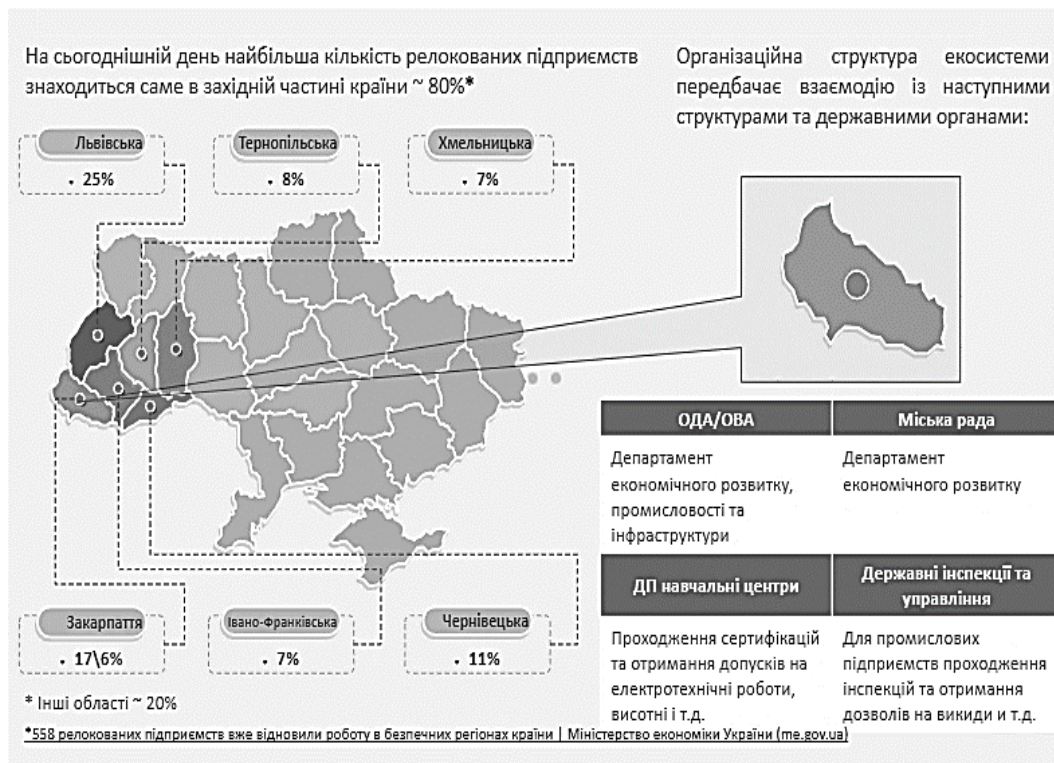 На сьогоднішній день найбільша кількість релокованих підприємств
знаходиться саме в західній частині країни ~ 80%*
Організаційна структура екосистеми
передбачає взаємодію із наступними
структурами та державними органами:
Львівська
• 25%
Тернопільська
• 8%
Хмельницька
• 7%
ОДА/ОВА
Міська рада
Департамент
економічного розвитку,
промисловості та
інфраструктури
Департамент
економічного розвитку
ДП навчальні центри
Державні інспекції та
управління
Проходження сертифікацій
та отримання допусків на
електротехнічні роботи,
висотні і т.д.
Для промислових
підприємств проходження
інспекцій та отримання
дозволів на викиди и т.д.
Закарпаття
• 17\6%
Івано-Франківська
• 7%
Чернівецька
• 11%
* Інші області ~ 20%
*558 релокованих підприємств вже відновили роботу в безпечних регіонах країни | Міністерство економіки України (me.gov.ua)